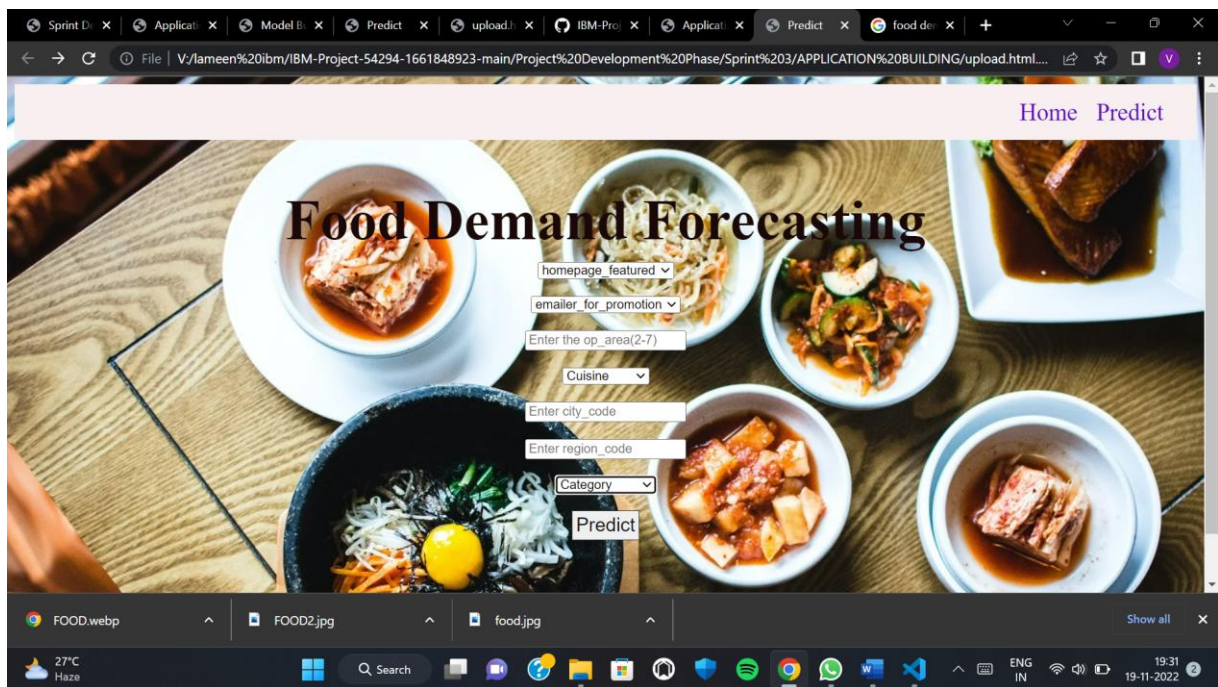 Sprint De
Applicati
Model Bu
Predict
upload.h
IBM-Proj
Applicati
Predict
food der
File | V:/lameen%20ibm/IBM-Project-54294-1661848923-main/Project%20Development%20Phase/Sprint%203/APPLICATION%20BUILDING/upload.html....
V
Home Predict
Food Demand Forecasting
homepage_featured
emailer_for_promotion
Enter the op_area(2-7)
Cuisine
Enter city_code
Enter region_code
Category
Predict
FOOD.webp
FOOD2.jpg
food.jpg
Show all
27°C
Haze
Search
ENG
IN
19:31
19-11-2022
2